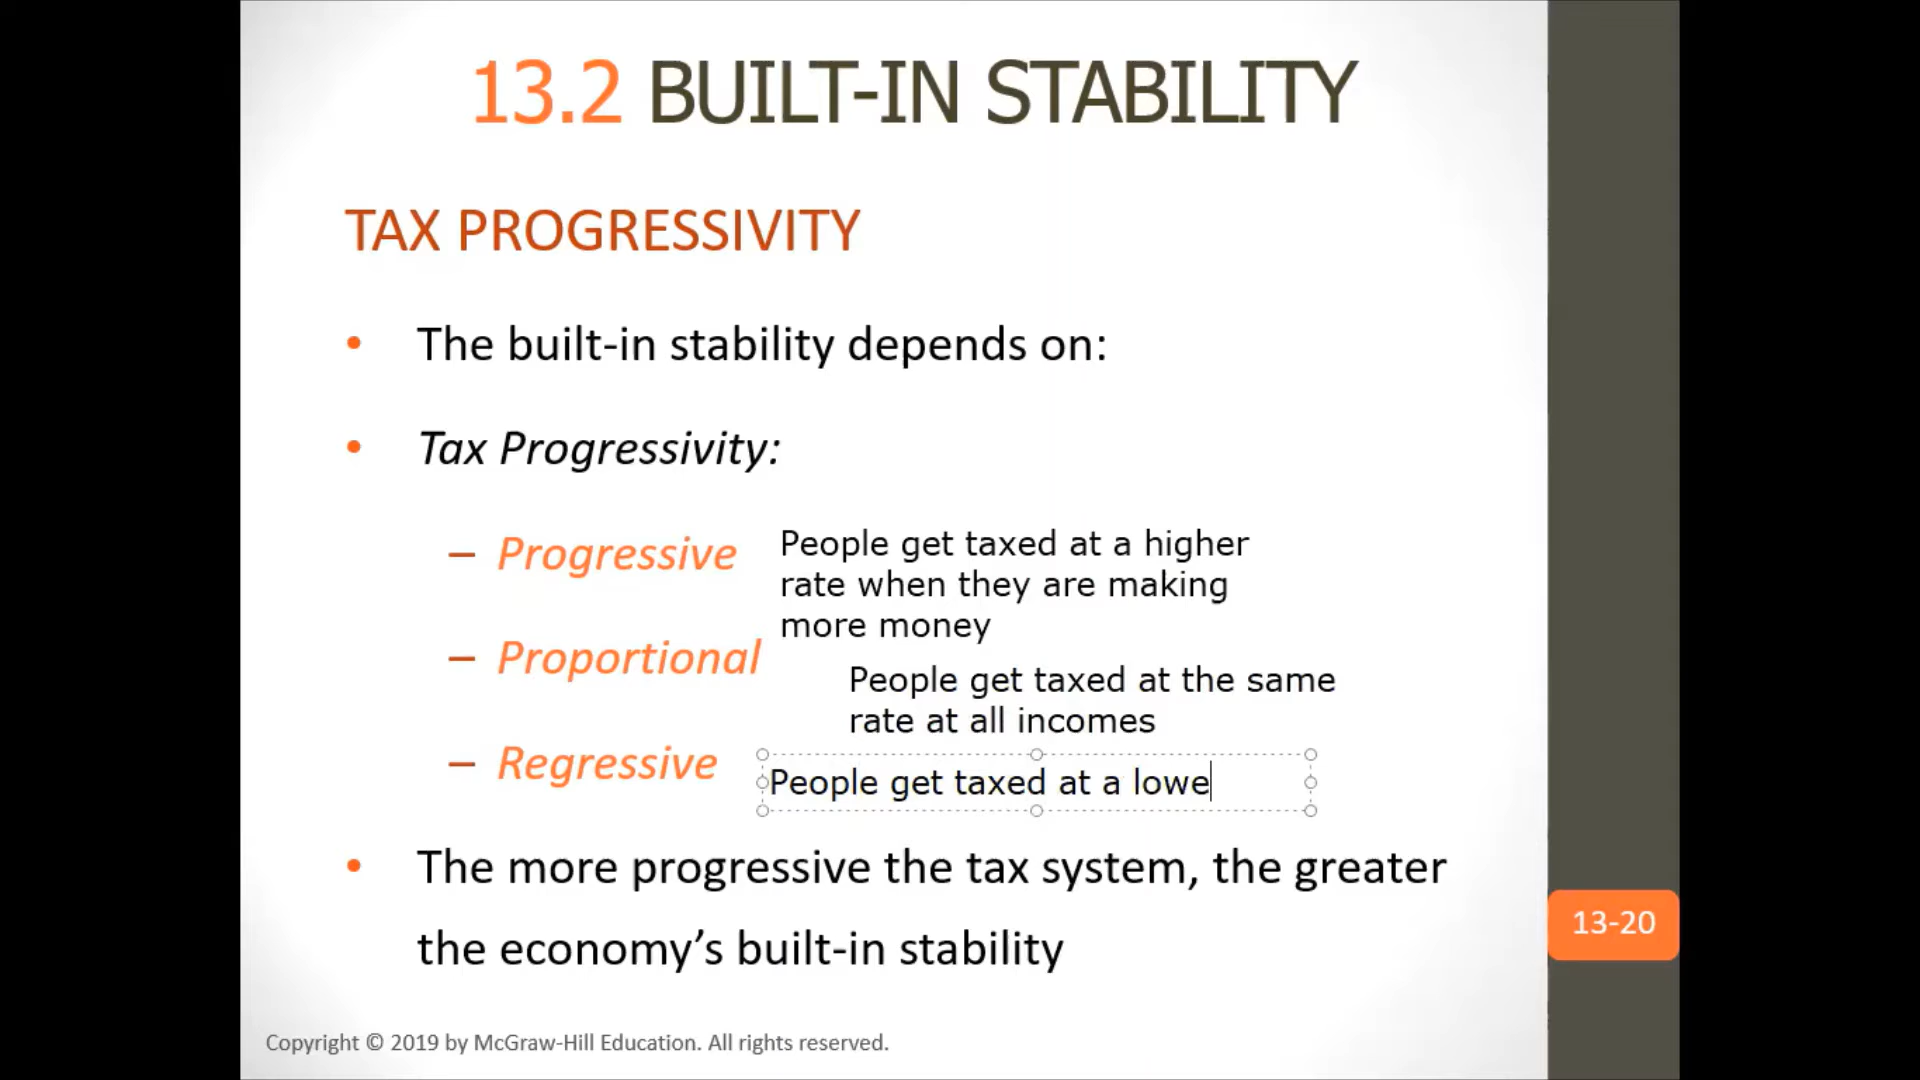 13.2 BUILT-IN STABILITY
TAX PROGRESSIVITY
• The built-in stability depends on:
• Tax Progressivity:
– Progressive
People get taxed at a higher
rate when they are making
more money
– Proportional
People get taxed at the same
rate at all incomes
– Regressive
People get taxed at a lowe
• The more progressive the tax system, the greater
the economy’s built-in stability
13-20
Copyright © 2019 by McGraw-Hill Education. All rights reserved.